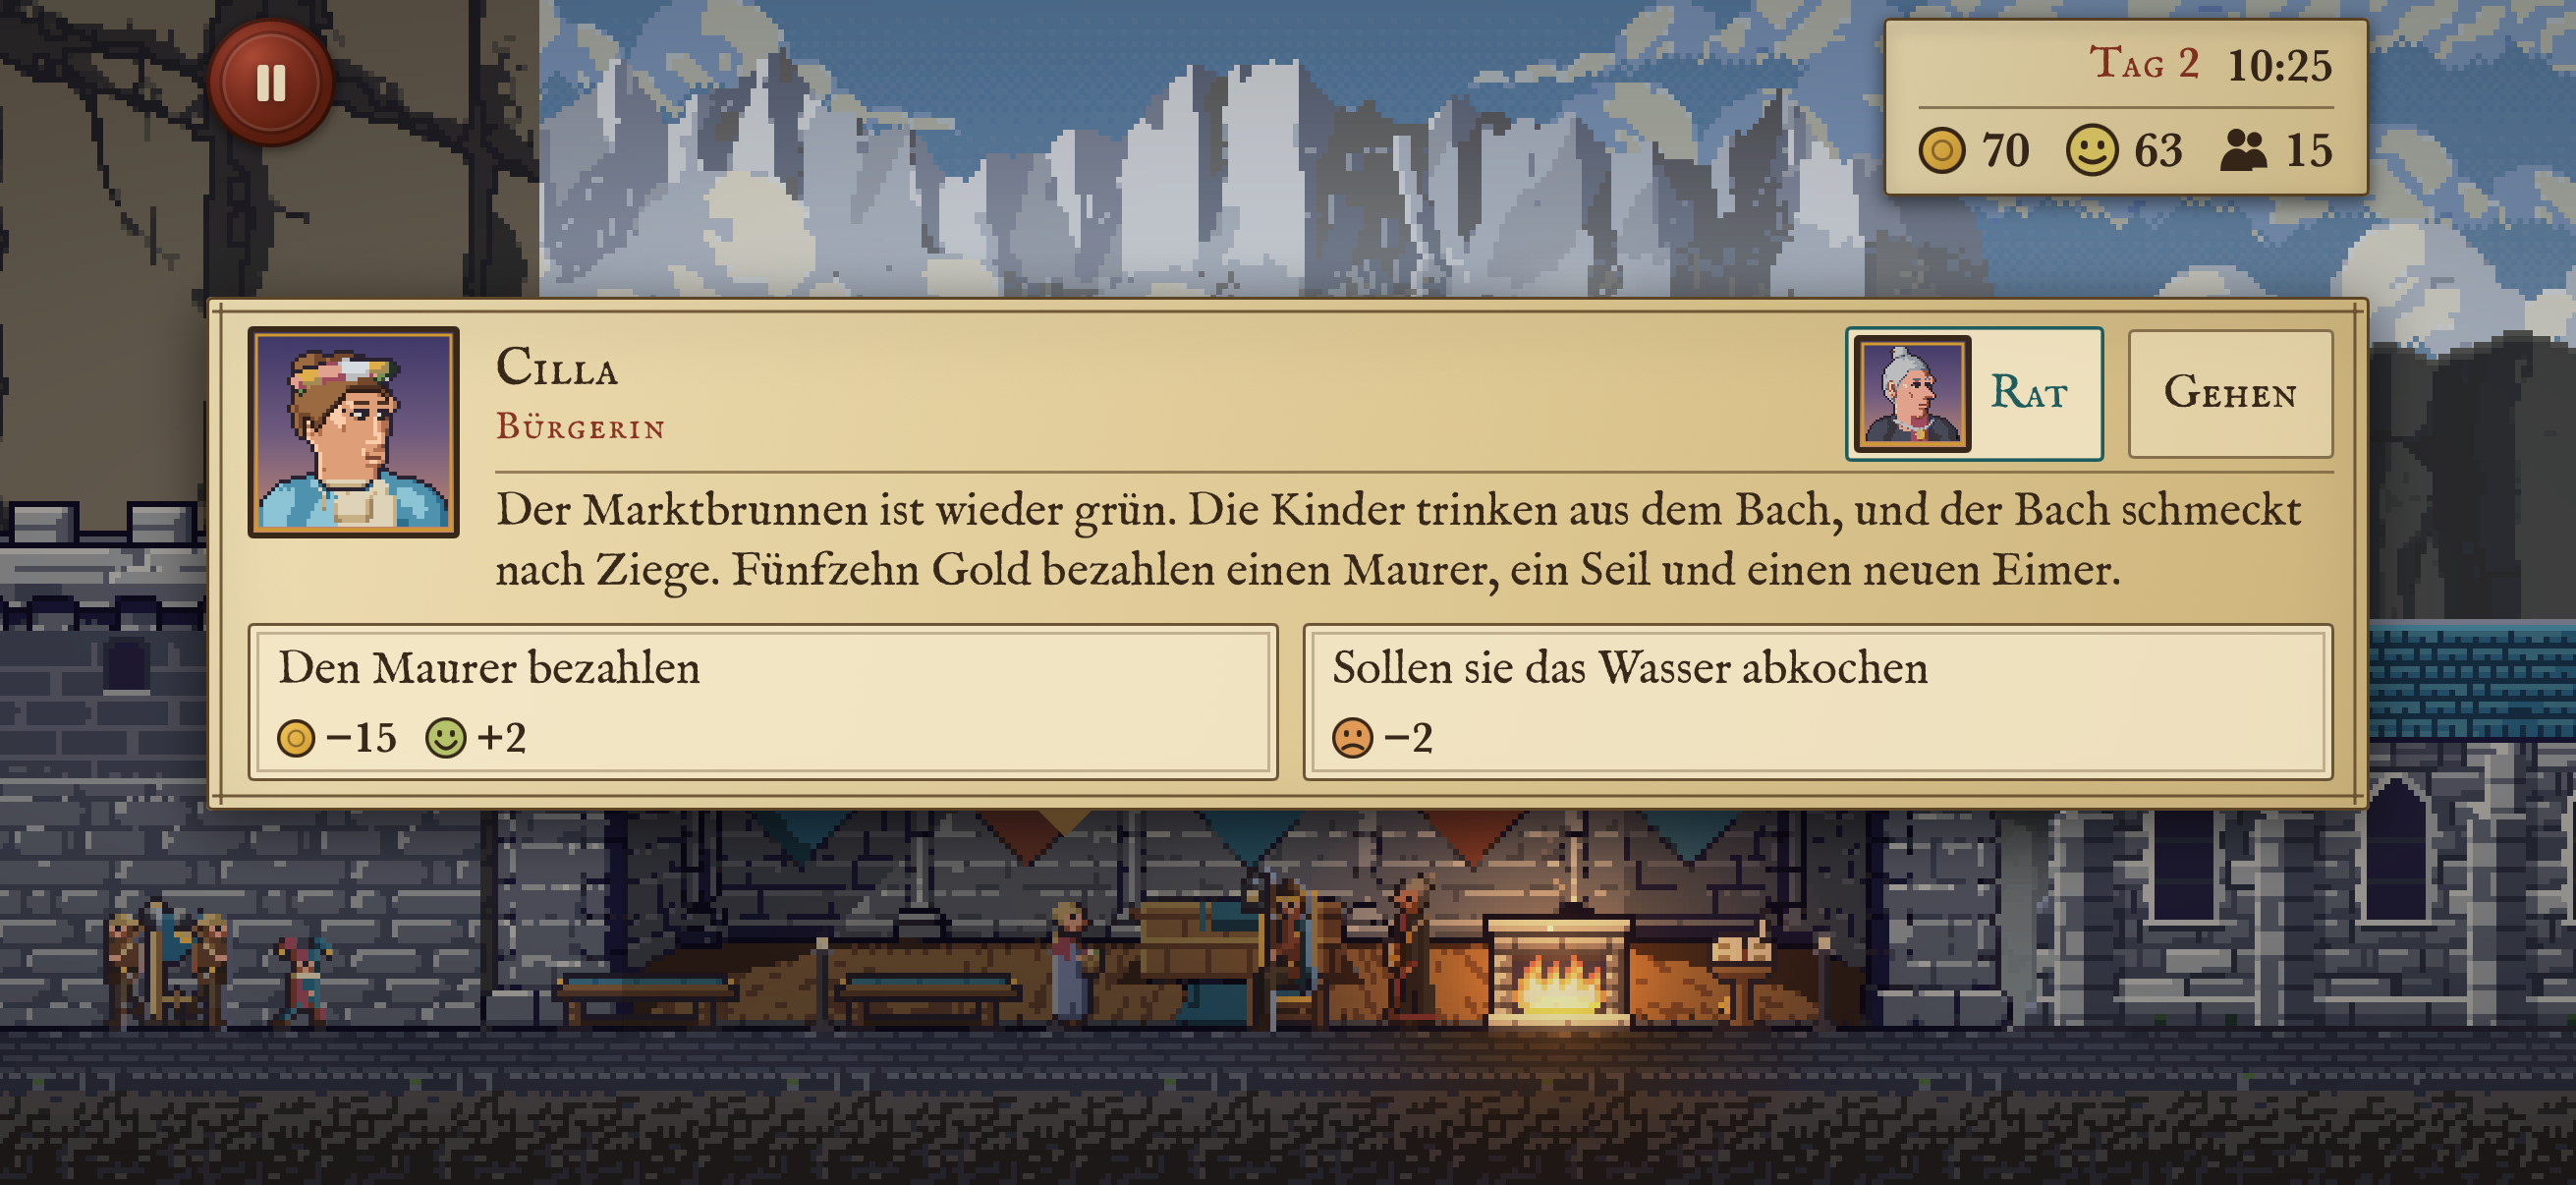 Tag 2 10:25
70 63 15
Cilla
Bürgerin
Rat
Gehen
Der Marktbrunnen ist wieder grün. Die Kinder trinken aus dem Bach, und der Bach schmeckt
nach Ziege. Fünfzehn Gold bezahlen einen Maurer, ein Seil und einen neuen Eimer.
Den Maurer bezahlen
−15 +2
Sollen sie das Wasser abkochen
−2